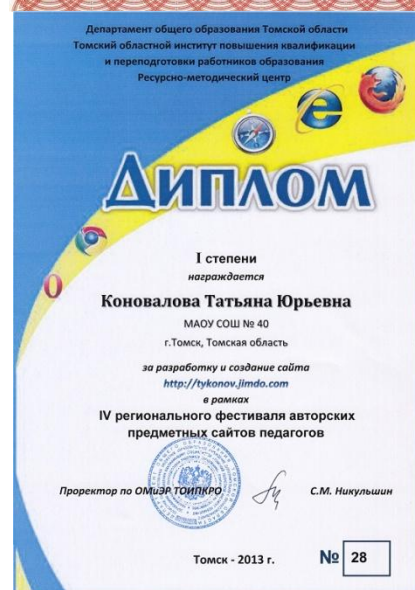 Департамент общего образования Томской области
Томский областной институт повышения квалификации
и переподготовки работников образования
Ресурсно-методический центр
Диплом
I степени
награждается
Коновалова Татьяна Юрьевна
МАОУ СОШ № 40
г.Томск, Томская область
за разработку и создание сайта
http://tykonov.jimdo.com
в рамках
IV регионального фестиваля авторских
предметных сайтов педагогов
Проректор по ОМиЭР ТОИПКРО С.М. Никульшин
Томск - 2013 г. № 28